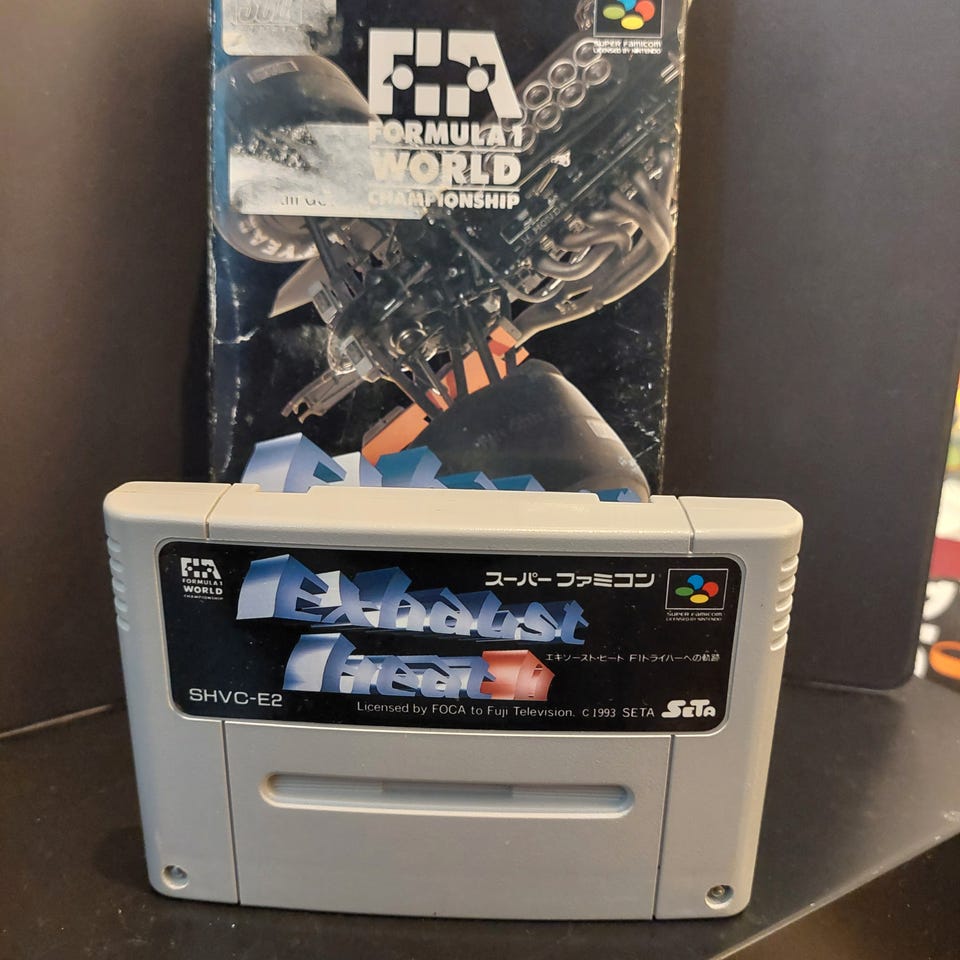 FIA
FORMULA 1
WORLD
CHAMPIONSHIP
SUPER FAMICOM
LICENSED BY NINTENDO
FIA
FORMULA 1
WORLD
CHAMPIONSHIP
スーパーファミコン
SUPER FAMICOM
LICENSED BY NINTENDO
Exhaust
Heat
エキゾースト・ヒート F1ドライバーへの軌跡
SHVC-E2
Licensed by FOCA to Fuji Television. C 1993 SETA SETA